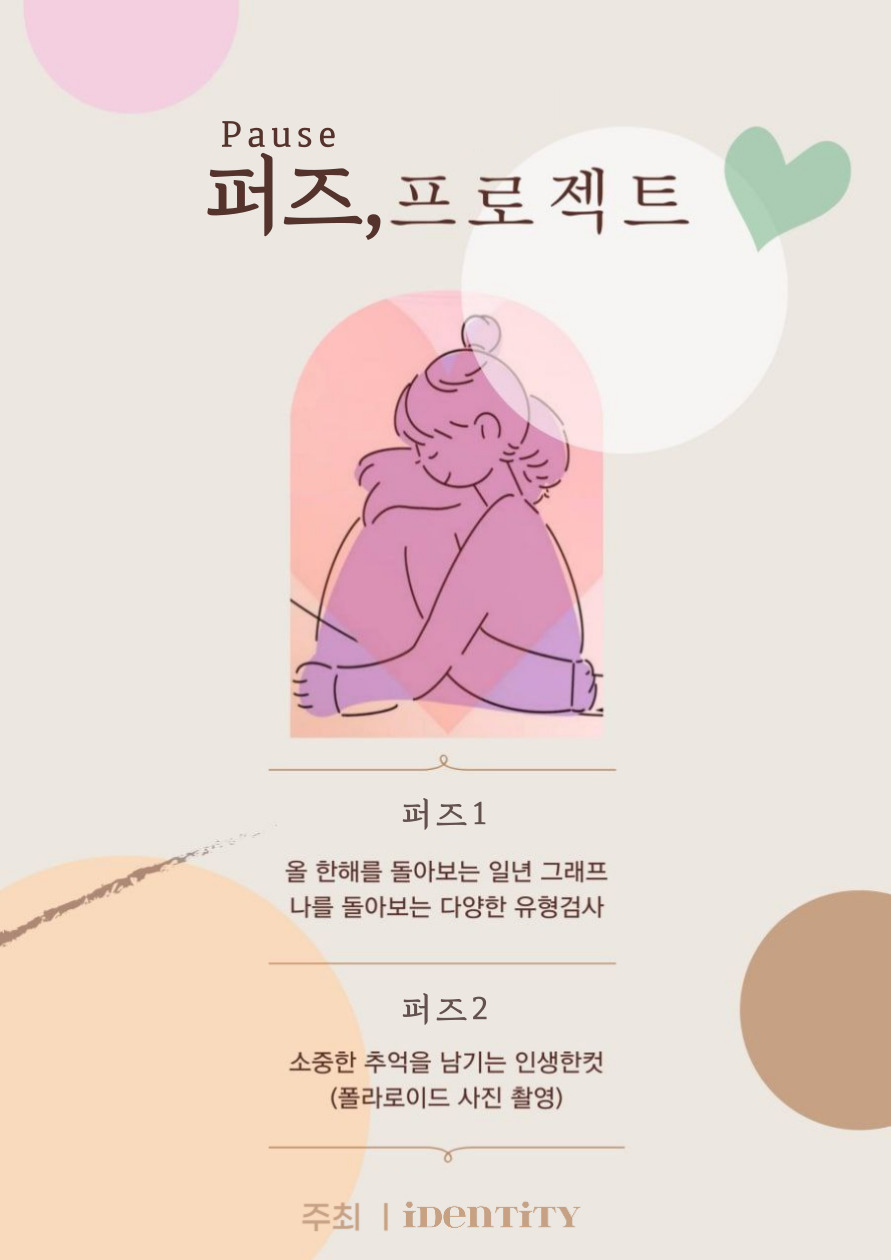 Pause
퍼즈,프로젝트
퍼즈1
올 한해를 돌아보는 일년 그래프
나를 돌아보는 다양한 유형검사
퍼즈2
소중한 추억을 남기는 인생한컷
(폴라로이드 사진 촬영)
주최 | iDENTiTY